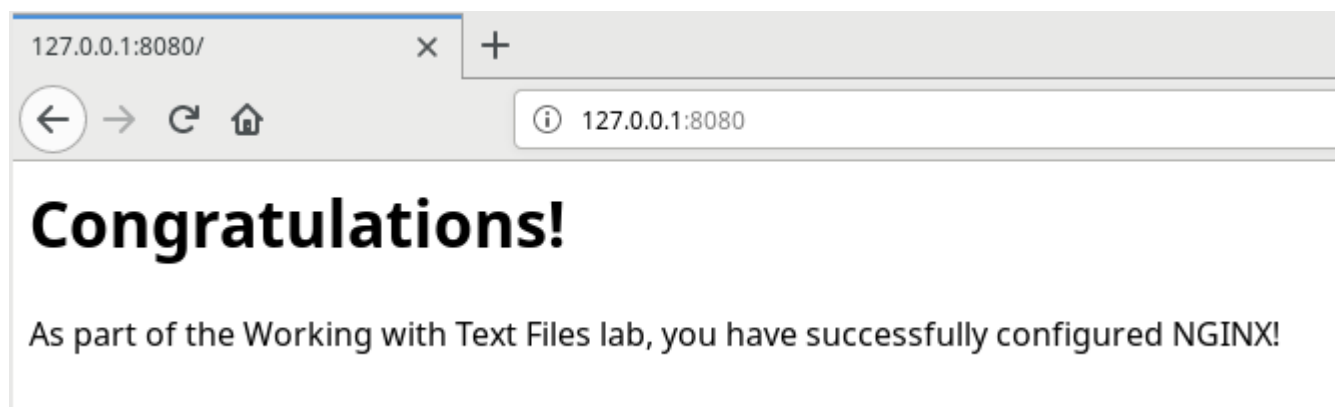 127.0.0.1:8080/
127.0.0.1:8080
Congratulations!
As part of the Working with Text Files lab, you have successfully configured NGINX!